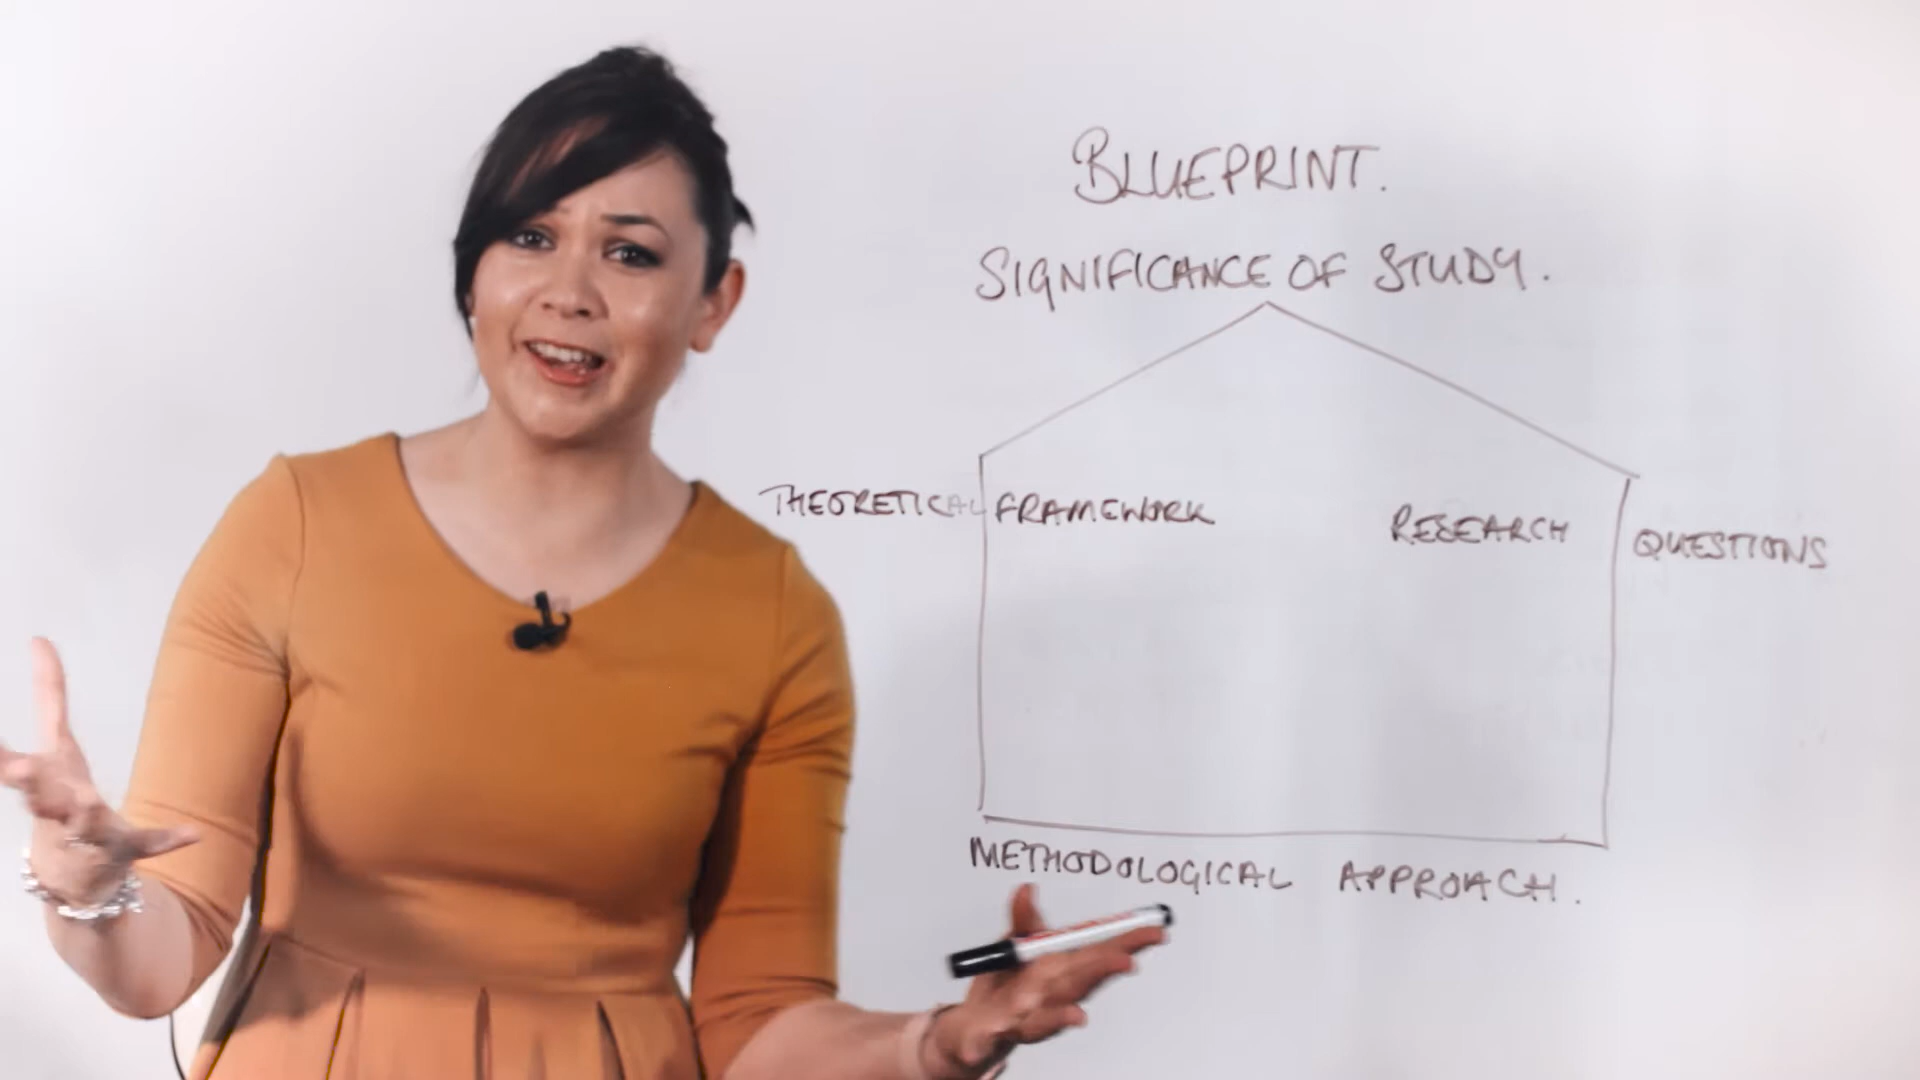 BLUEPRINT.
SIGNIFICANCE OF STUDY.
THEORETICAL FRAMEWORK
RESEARCH QUESTIONS
METHODOLOGICAL APPROACH.